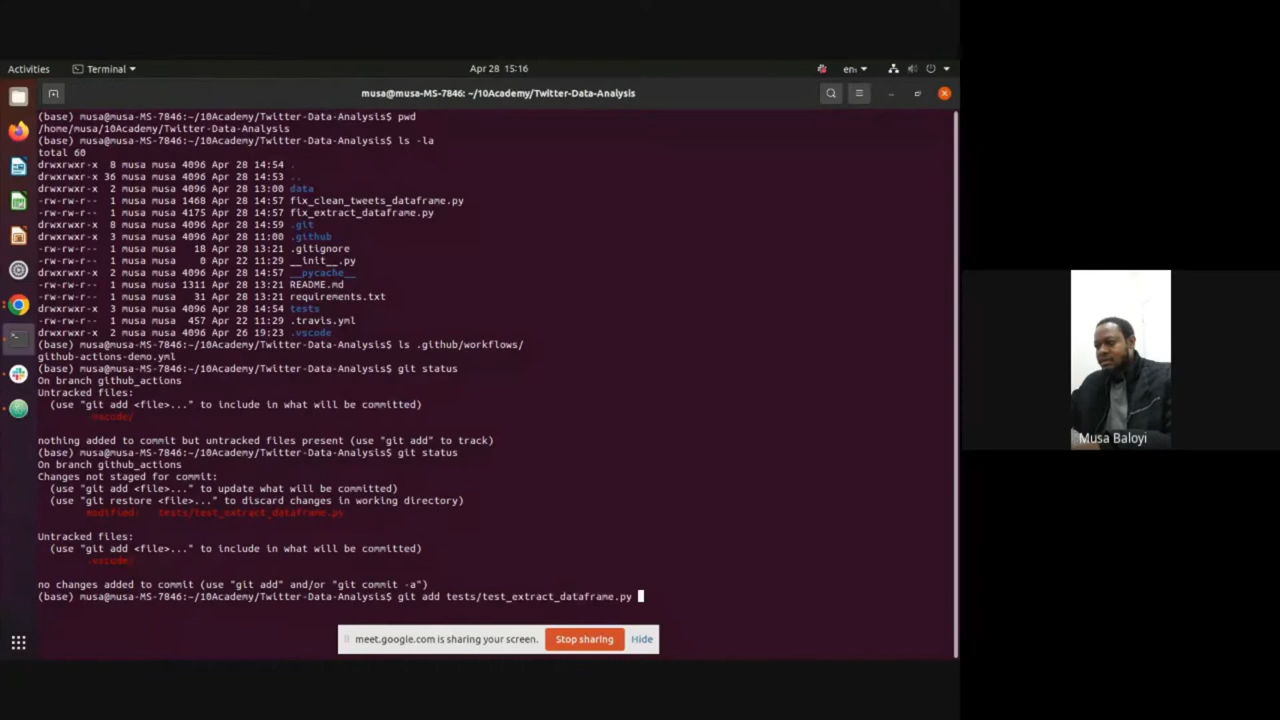 Activities
Terminal
Apr 28 15:16
en₁
musa@musa-MS-7846: ~/10Academy/Twitter-Data-Analysis
(base) musa@musa-MS-7846:~/10Academy/Twitter-Data-Analysis$ pwd
/home/musa/10Academy/Twitter-Data-Analysis
(base) musa@musa-MS-7846:~/10Academy/Twitter-Data-Analysis$ ls -la
total 60
drwxrwxr-x  8 musa musa 4096 Apr 28 14:54 .
drwxrwxr-x 36 musa musa 4096 Apr 28 14:53 ..
drwxrwxr-x  2 musa musa 4096 Apr 28 13:00 data
-rw-rw-r--  1 musa musa 1468 Apr 28 14:57 fix_clean_tweets_dataframe.py
-rw-rw-r--  1 musa musa 4175 Apr 28 14:57 fix_extract_dataframe.py
drwxrwxr-x  8 musa musa 4096 Apr 28 14:59 .git
drwxrwxr-x  3 musa musa 4096 Apr 28 11:00 .github
-rw-rw-r--  1 musa musa   18 Apr 28 13:21 .gitignore
-rw-rw-r--  1 musa musa    0 Apr 22 11:29 __init__.py
drwxrwxr-x  2 musa musa 4096 Apr 28 14:57 __pycache__
-rw-rw-r--  1 musa musa 1311 Apr 28 13:21 README.md
-rw-rw-r--  1 musa musa   31 Apr 28 13:21 requirements.txt
drwxrwxr-x  3 musa musa 4096 Apr 28 14:54 tests
-rw-rw-r--  1 musa musa  457 Apr 22 11:29 .travis.yml
drwxrwxr-x  2 musa musa 4096 Apr 26 19:23 .vscode
(base) musa@musa-MS-7846:~/10Academy/Twitter-Data-Analysis$ ls .github/workflows/
github-actions-demo.yml
(base) musa@musa-MS-7846:~/10Academy/Twitter-Data-Analysis$ git status
On branch github_actions
Untracked files:
  (use "git add <file>..." to include in what will be committed)
        .vscode/
nothing added to commit but untracked files present (use "git add" to track)
(base) musa@musa-MS-7846:~/10Academy/Twitter-Data-Analysis$ git status
On branch github_actions
Changes not staged for commit:
  (use "git add <file>..." to update what will be committed)
  (use "git restore <file>..." to discard changes in working directory)
        modified:   tests/test_extract_dataframe.py
Untracked files:
  (use "git add <file>..." to include in what will be committed)
        .vscode/
no changes added to commit (use "git add" and/or "git commit -a")
(base) musa@musa-MS-7846:~/10Academy/Twitter-Data-Analysis$ git add tests/test_extract_dataframe.py
meet.google.com is sharing your screen. Stop sharing Hide
Musa Baloyi